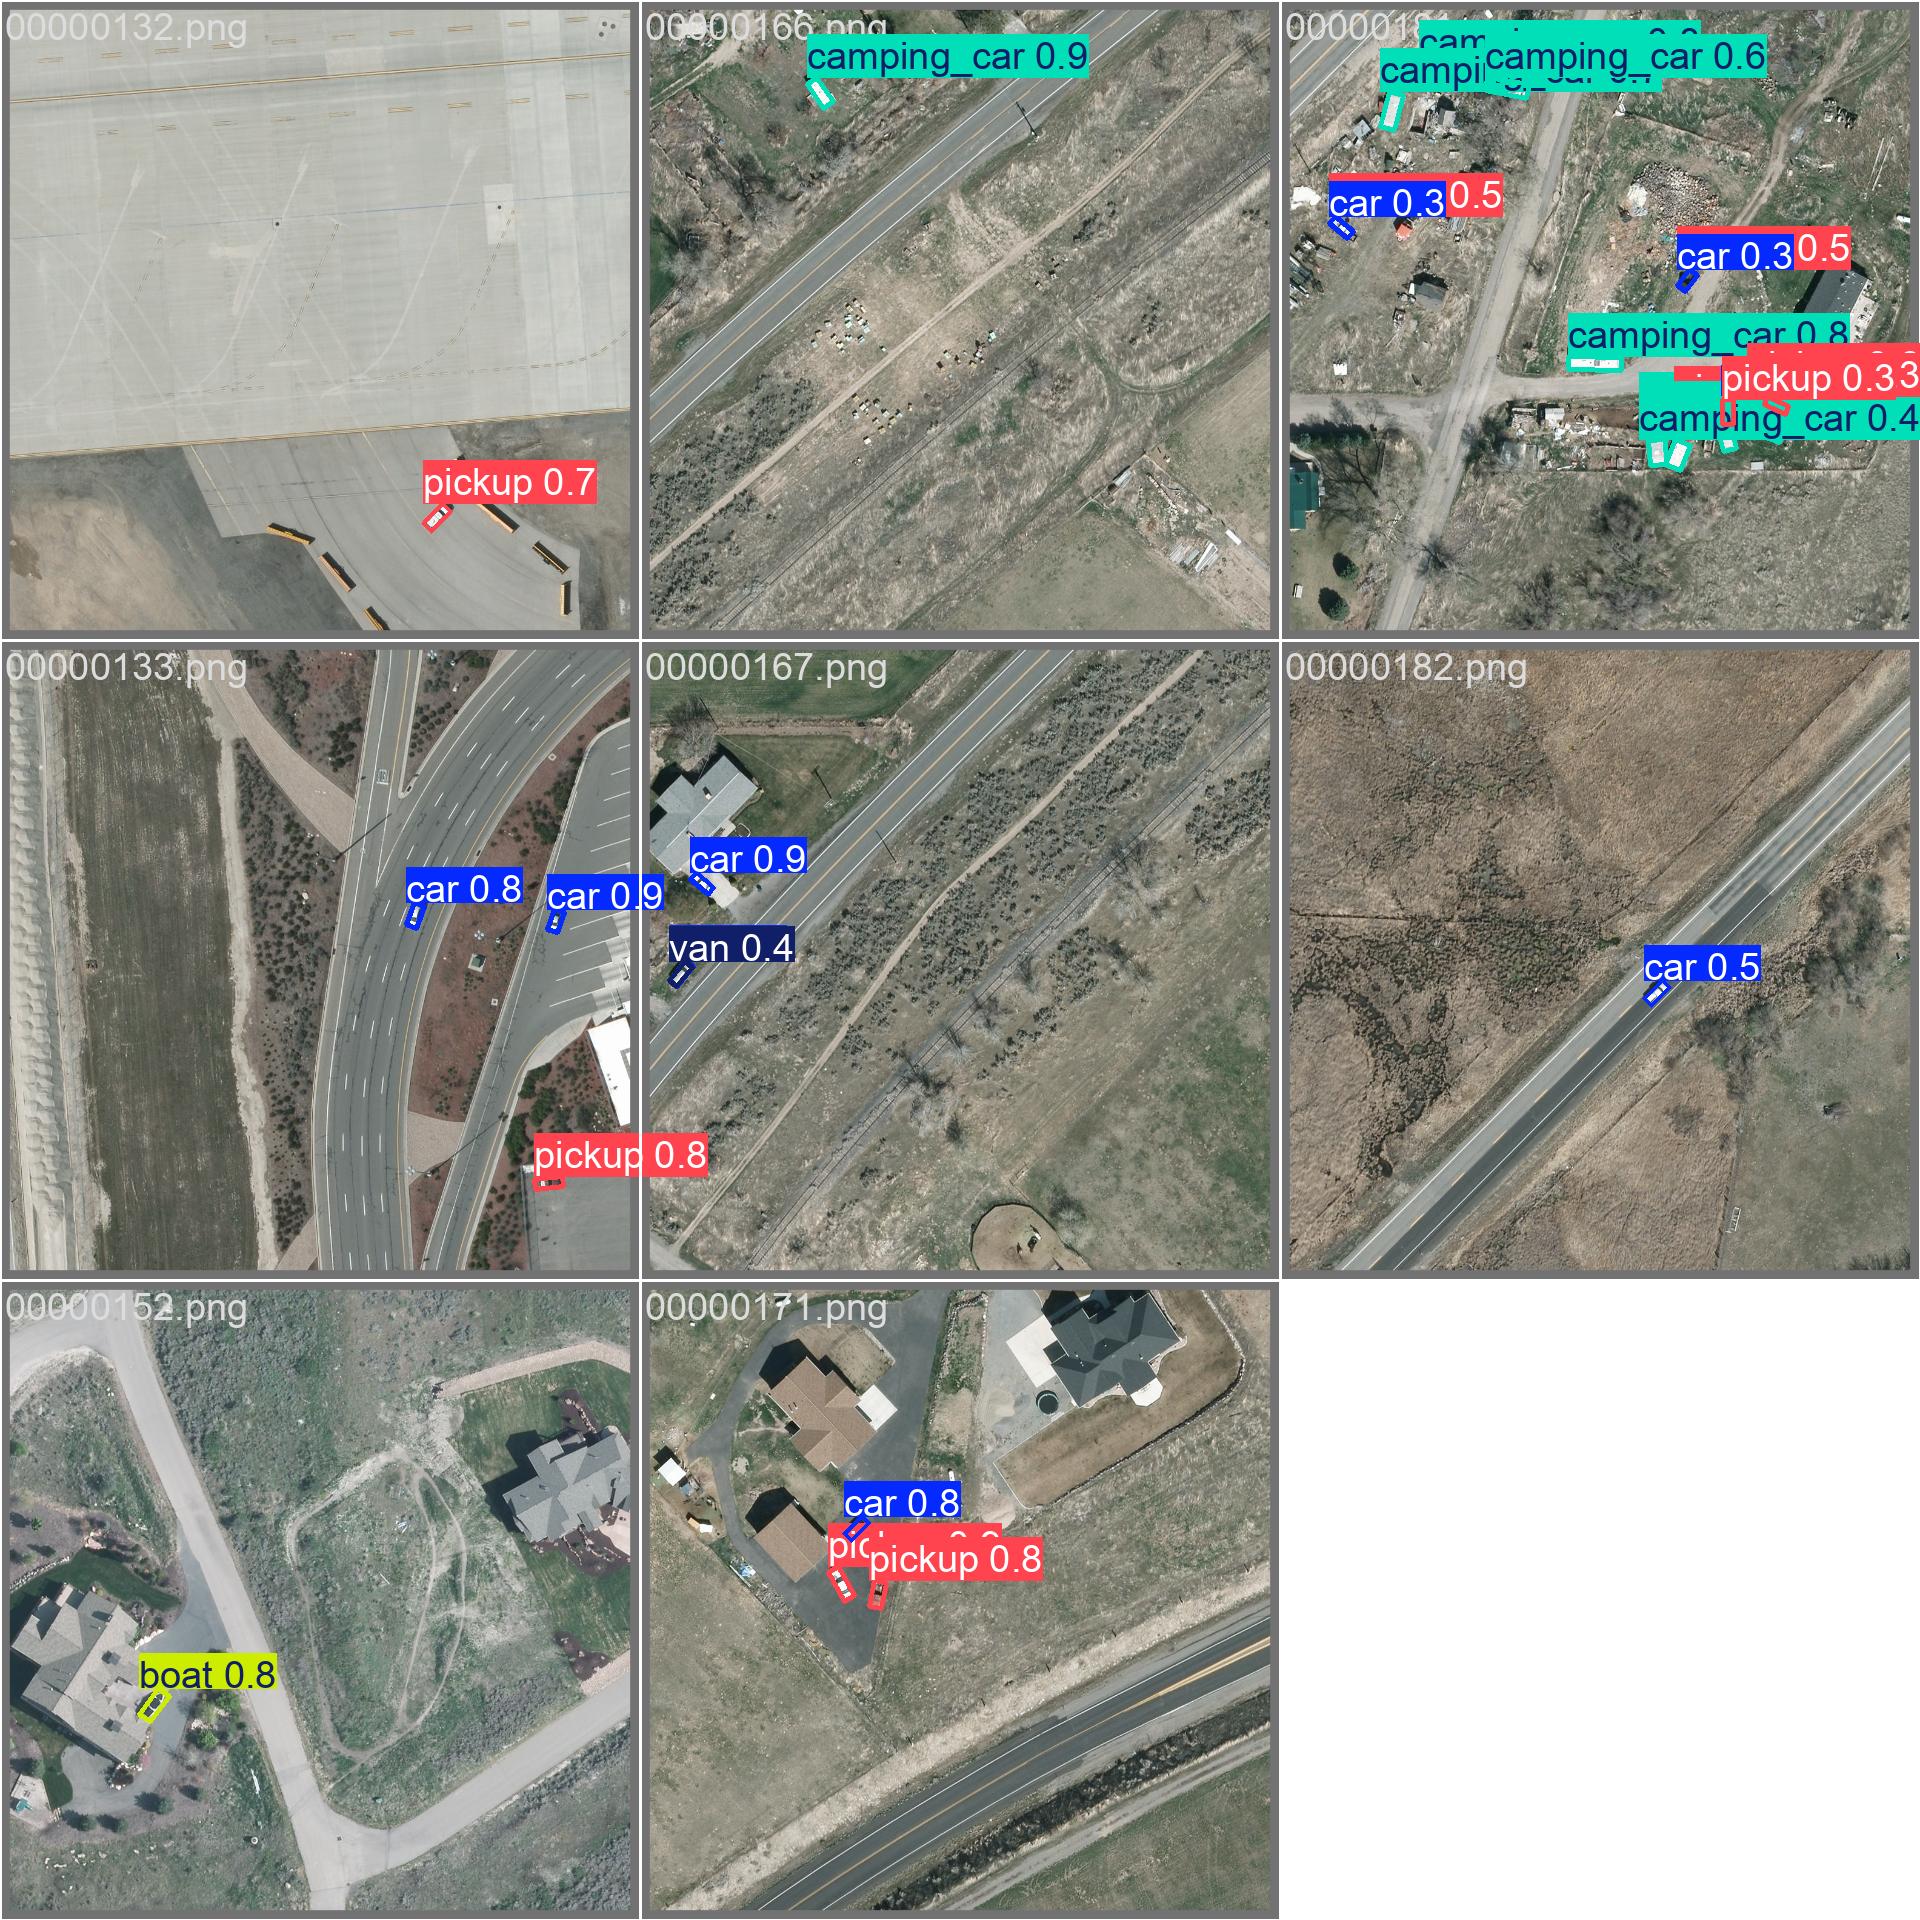 00000132.png
pickup 0.7
00000166.png
camping_car 0.9
camping_car 0.6
car 0.3 0.5
car 0.3 0.5
camping_car 0.8
pickup 0.3 3
camping_car 0.4
00000133.png
car 0.8
car 0.9
pickup 0.8
00000167.png
car 0.9
van 0.4
00000182.png
car 0.5
00000152.png
boat 0.8
00000171.png
car 0.8
pickup 0.8